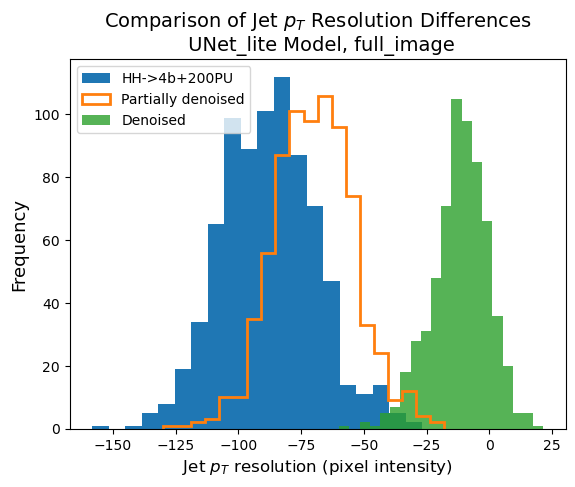 Comparison of Jet p_T Resolution Differences
UNet_lite Model, full_image
HH->4b+200PU
Partially denoised
Denoised
Frequency
100
80
60
40
20
0
−150
−125
−100
−75
−50
−25
0
25
Jet p_T resolution (pixel intensity)